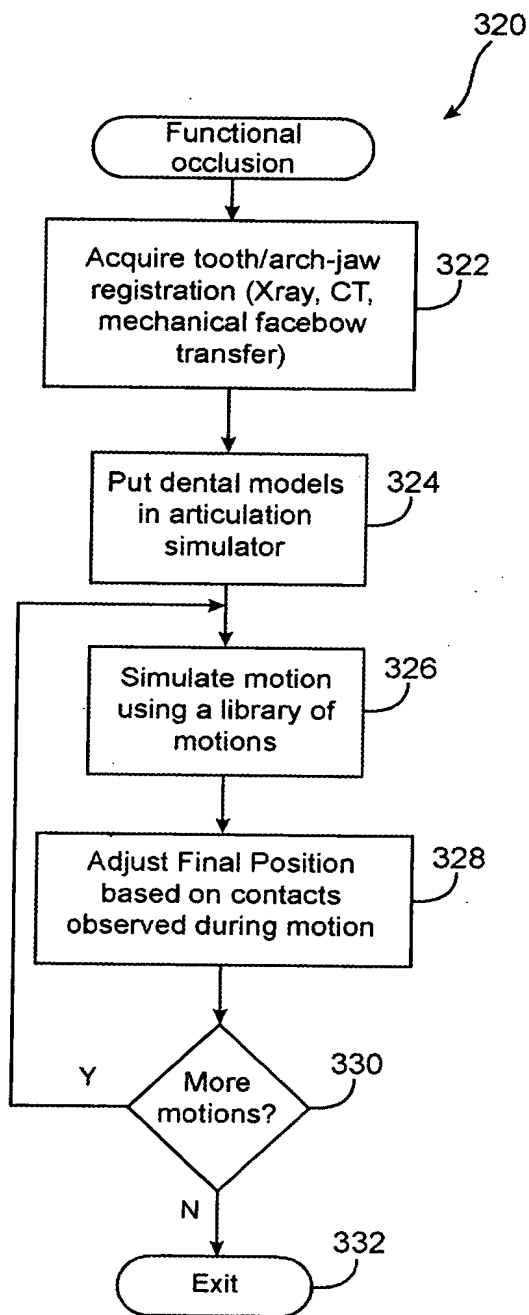 320
Functional
occlusion
Acquire tooth/arch-jaw
registration (Xray, CT,
mechanical facebow
transfer)
322
Put dental models
in articulation
simulator
324
Simulate motion
using a library of
motions
326
Adjust Final Position
based on contacts
observed during motion
328
Y
More
motions?
330
N
Exit
332